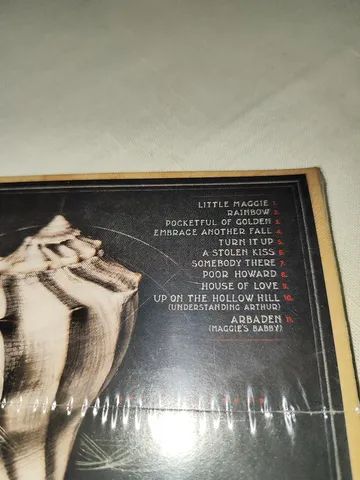 LITTLE MAGGIE 1.
RAINBOW 2.
POCKETFUL OF GOLDEN 3.
EMBRACE ANOTHER FALL 4.
TURN IT UP 5.
A STOLEN KISS 6.
SOMEBODY THERE 7.
POOR HOWARD 8.
HOUSE OF LOVE 9.
UP ON THE HOLLOW HILL 10.
(UNDERSTANDING ARTHUR)
ARBADEN 11.
(MAGGIE'S BABBY)